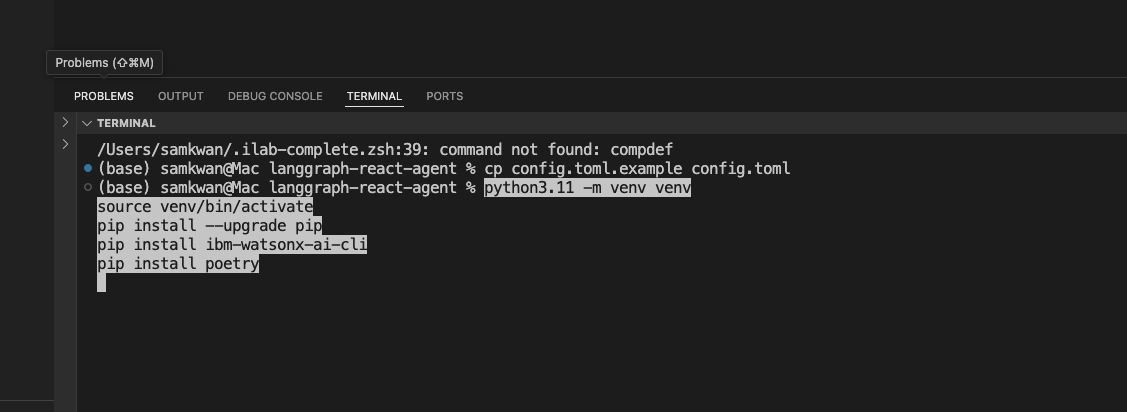 Problems (⇧⌘M)
PROBLEMS OUTPUT DEBUG CONSOLE TERMINAL PORTS
TERMINAL
/Users/samkwan/.ilab-complete.zsh:39: command not found: compdef
(base) samkwan@Mac langgraph-react-agent % cp config.toml.example config.toml
(base) samkwan@Mac langgraph-react-agent % python3.11 -m venv venv
source venv/bin/activate
pip install --upgrade pip
pip install ibm-watsonx-ai-cli
pip install poetry